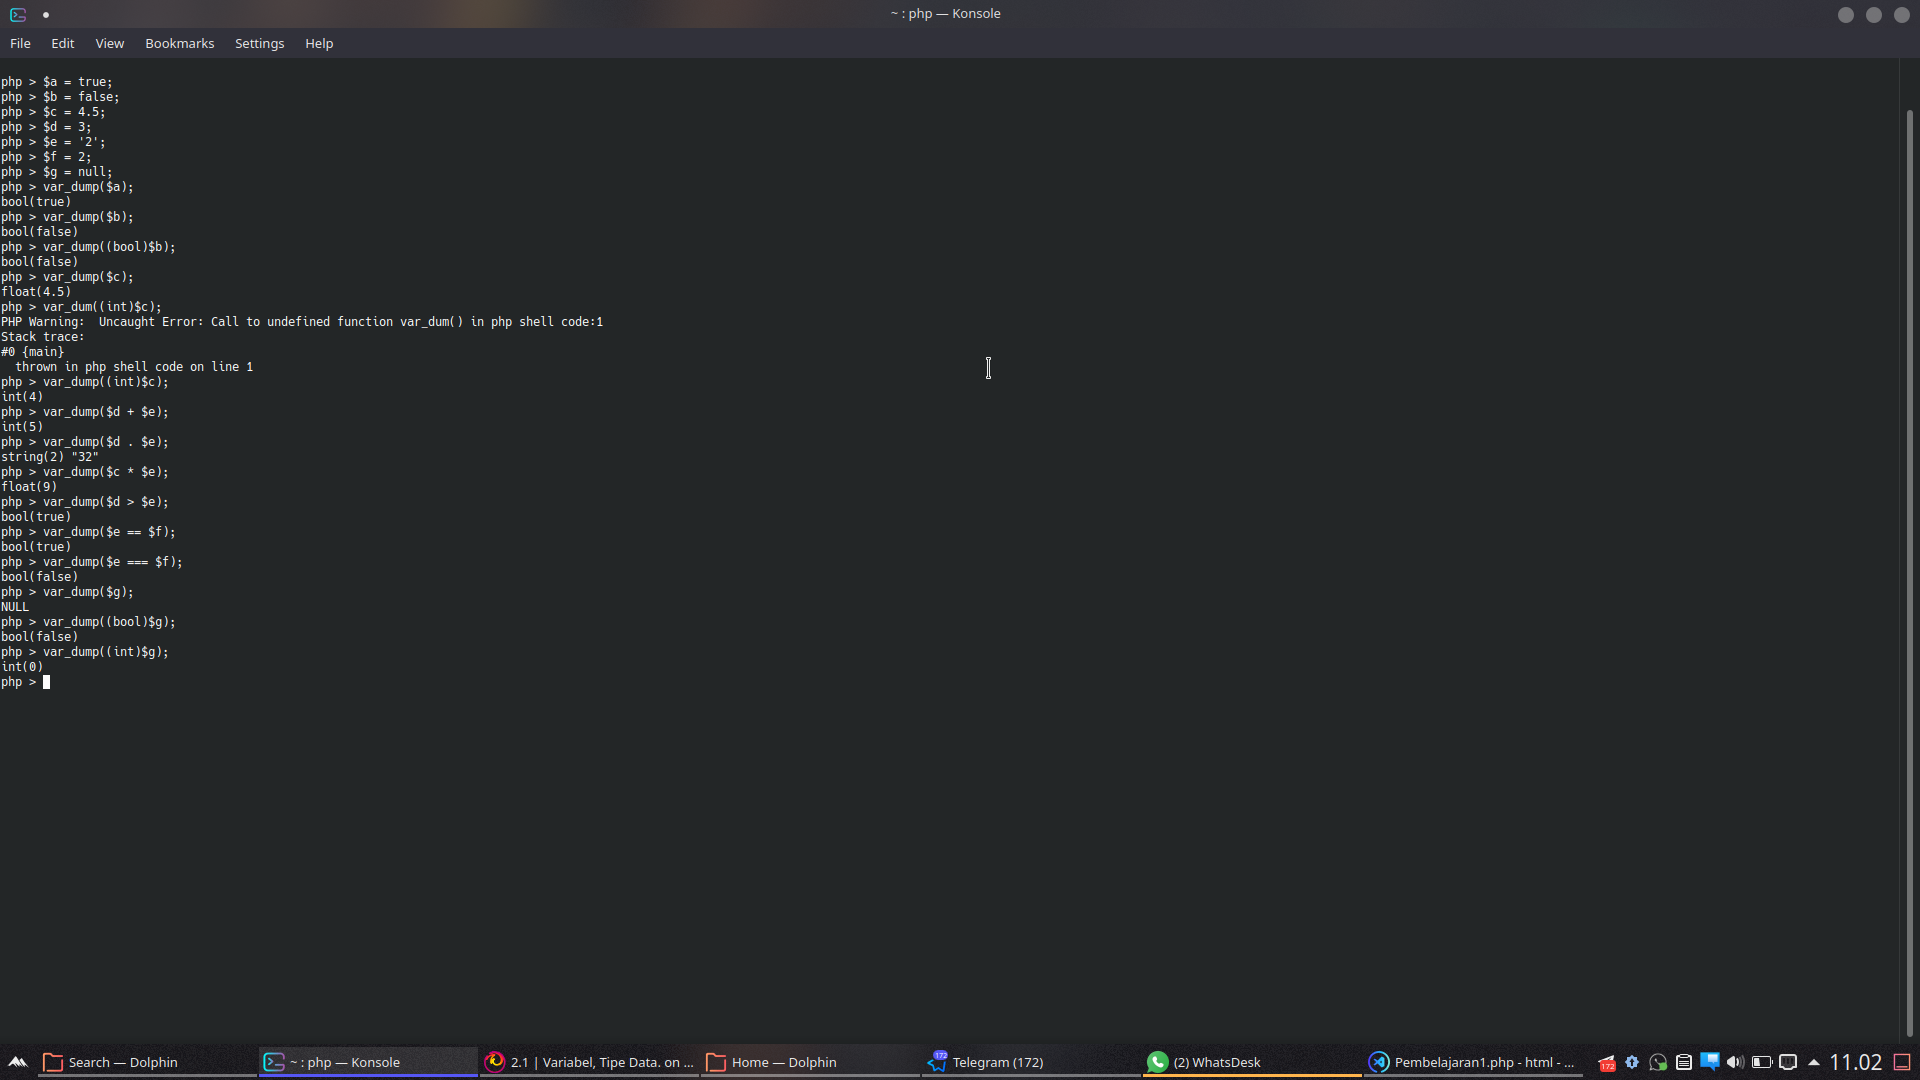 ~ : php — Konsole
File Edit View Bookmarks Settings Help
php > $a = true;
php > $b = false;
php > $c = 4.5;
php > $d = 3;
php > $e = '2';
php > $f = 2;
php > $g = null;
php > var_dump($a);
bool(true)
php > var_dump($b);
bool(false)
php > var_dump((bool)$b);
bool(false)
php > var_dump($c);
float(4.5)
php > var_dum((int)$c);
PHP Warning:  Uncaught Error: Call to undefined function var_dum() in php shell code:1
Stack trace:
#0 {main}
  thrown in php shell code on line 1
php > var_dump((int)$c);
int(4)
php > var_dump($d + $e);
int(5)
php > var_dump($d . $e);
string(2) "32"
php > var_dump($c * $e);
float(9)
php > var_dump($d > $e);
bool(true)
php > var_dump($e == $f);
bool(true)
php > var_dump($e === $f);
bool(false)
php > var_dump($g);
NULL
php > var_dump((bool)$g);
bool(false)
php > var_dump((int)$g);
int(0)
php >
Search — Dolphin ~ : php — Konsole 2.1 | Variabel, Tipe Data. on ... Home — Dolphin 172 Telegram (172) (2) WhatsDesk Pembelajaran1.php - html - ... 172 11.02